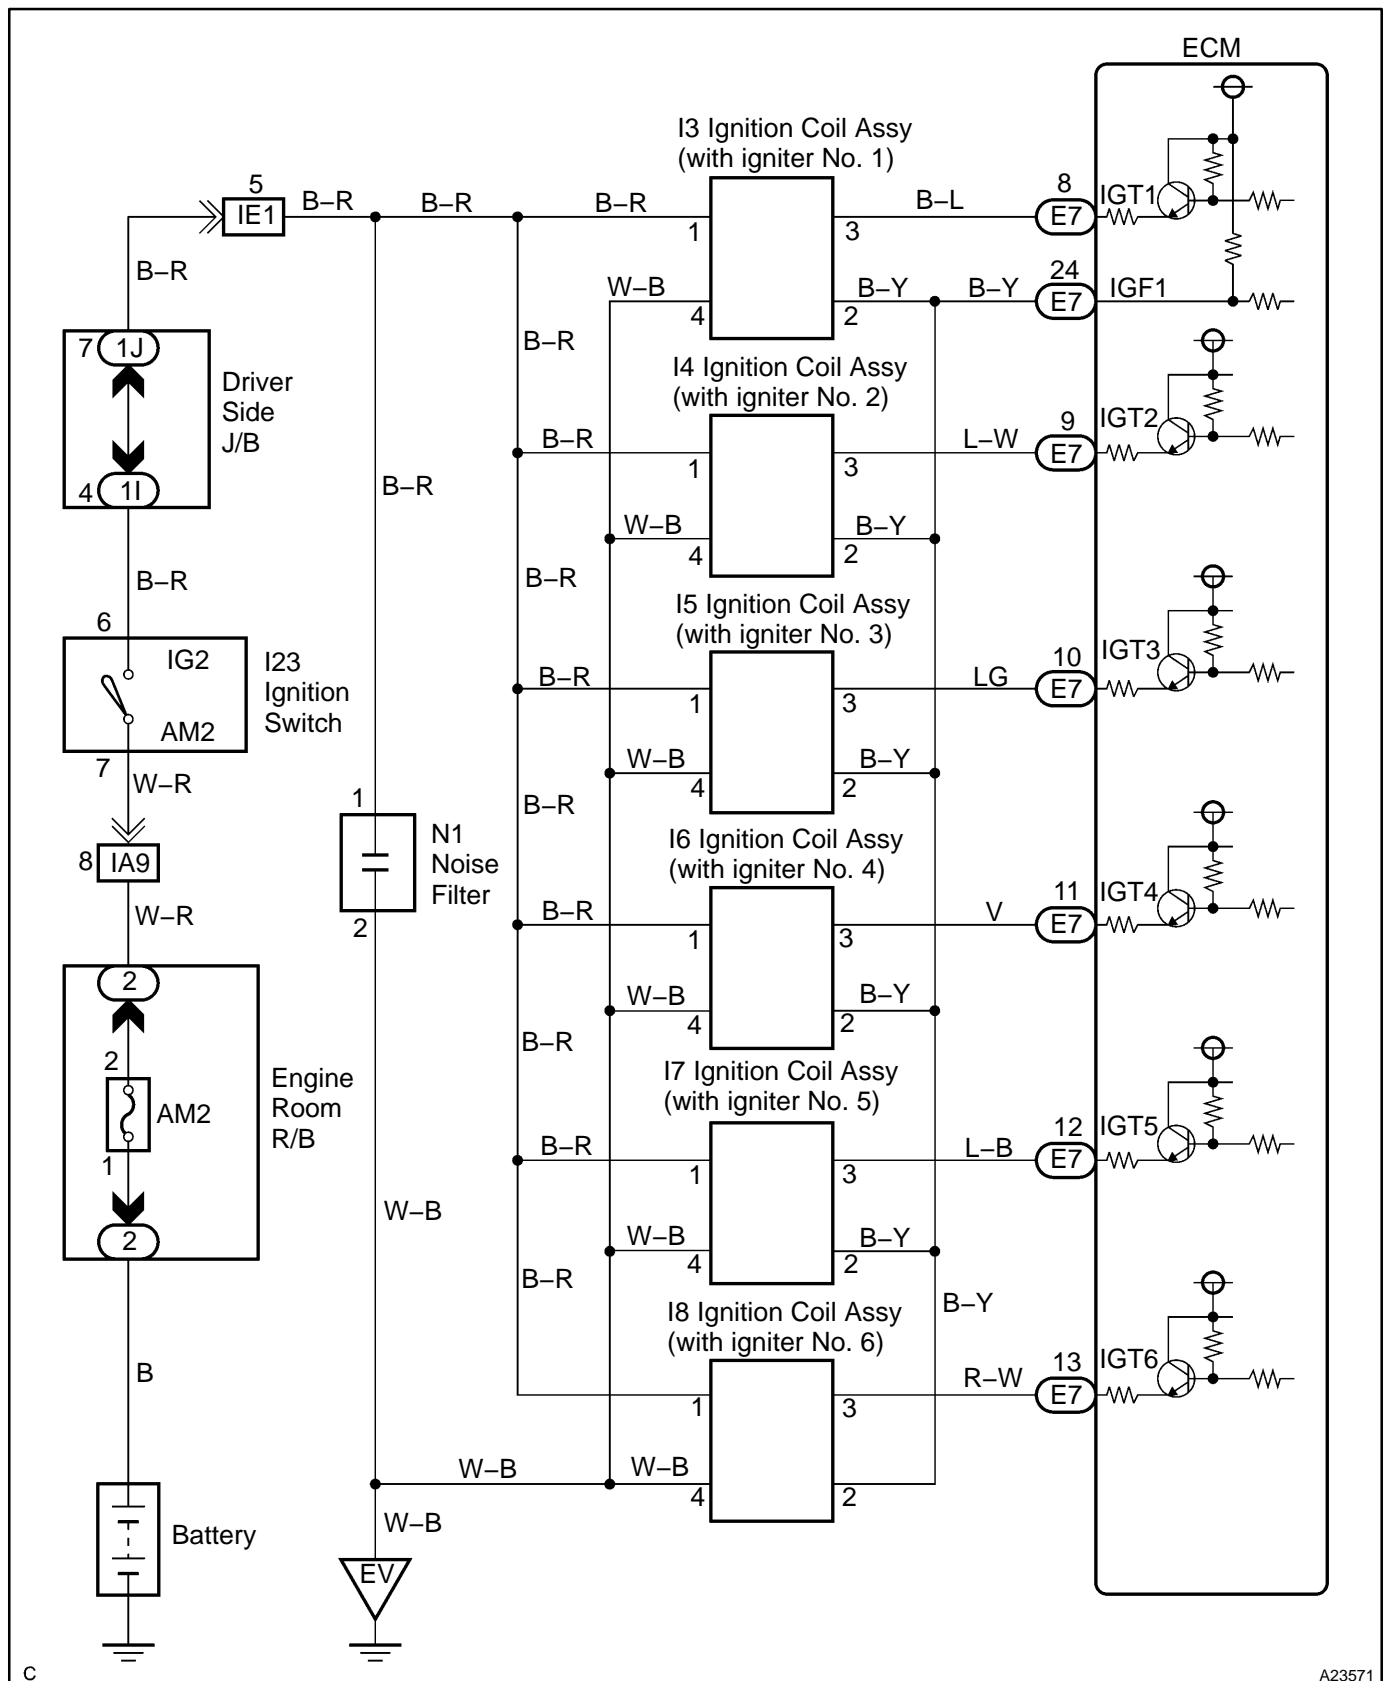 ECM
I3 Ignition Coil Assy
(with igniter No. 1)
5
IE1
B–R
B–R
B–R
1
3
B–L
8
E7
IGT1
B–R
W–B
4
2
B–Y
B–Y
24
E7
IGF1
7
1J
Driver
Side
J/B
4
1I
B–R
I4 Ignition Coil Assy
(with igniter No. 2)
B–R
1
3
L–W
9
E7
IGT2
B–R
W–B
4
2
B–Y
B–R
B–R
6
IG2
AM2
7
I23
Ignition
Switch
I5 Ignition Coil Assy
(with igniter No. 3)
B–R
1
3
LG
10
E7
IGT3
W–R
W–B
4
2
B–Y
B–R
8
IA9
1
N1
Noise
Filter
2
I6 Ignition Coil Assy
(with igniter No. 4)
W–R
B–R
1
3
V
11
E7
IGT4
W–B
4
2
B–Y
B–R
2
2
AM2
1
2
Engine
Room
R/B
I7 Ignition Coil Assy
(with igniter No. 5)
B–R
1
3
L–B
12
E7
IGT5
W–B
W–B
4
2
B–Y
B–R
B–Y
I8 Ignition Coil Assy
(with igniter No. 6)
B
1
3
R–W
13
E7
IGT6
W–B
W–B
4
2
Battery
W–B
EV
C
A23571